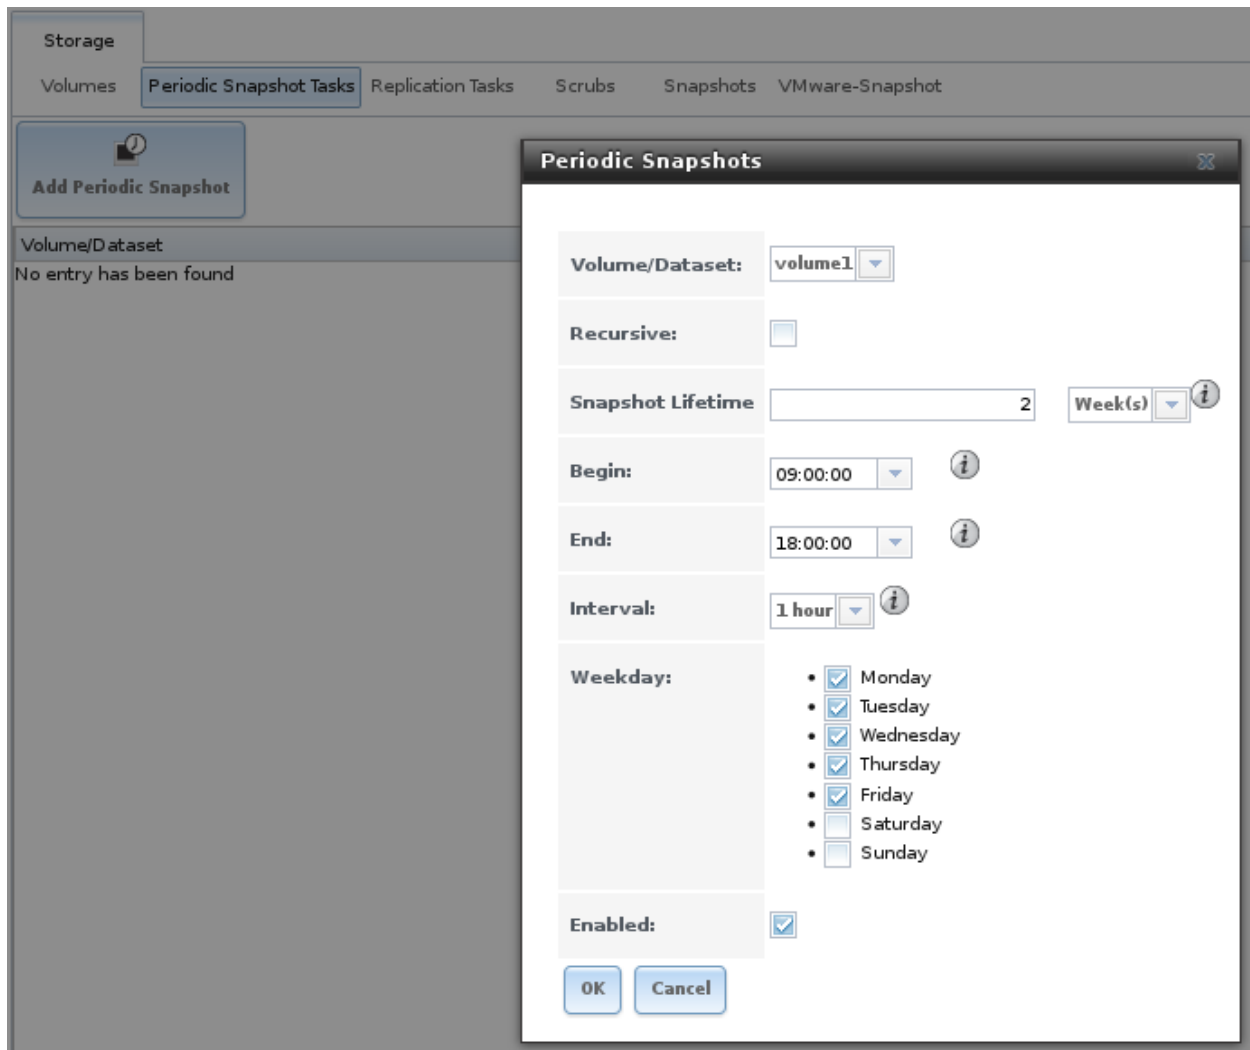 Storage
Volumes Periodic Snapshot Tasks Replication Tasks Scrubs Snapshots VMware-Snapshot
Add Periodic Snapshot
Volume/Dataset
No entry has been found
Periodic Snapshots
Volume/Dataset: volume1
Recursive:
Snapshot Lifetime 2 Week(s) i
Begin: 09:00:00 i
End: 18:00:00 i
Interval: 1 hour i
Weekday:
• Monday
• Tuesday
• Wednesday
• Thursday
• Friday
• Saturday
• Sunday
Enabled:
OK Cancel